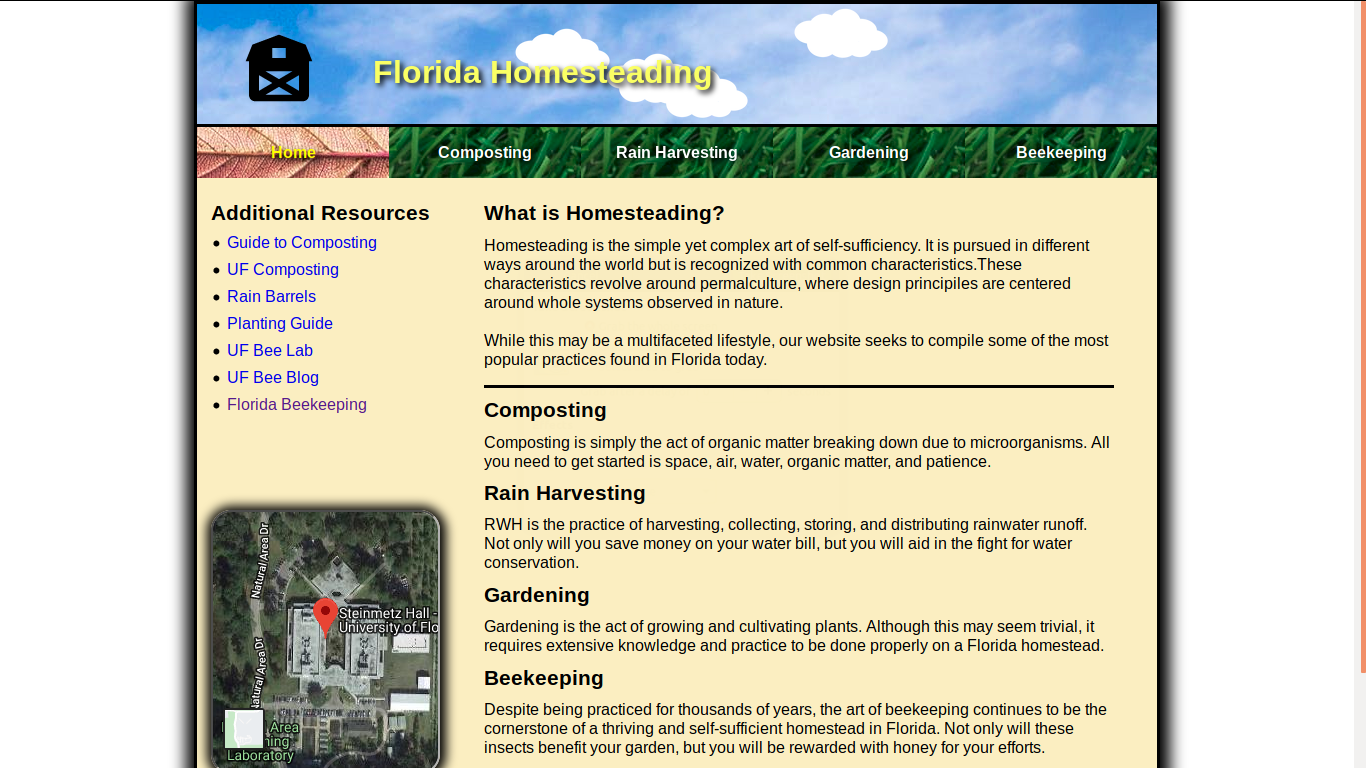 Florida Homesteading
Home
Composting
Rain Harvesting
Gardening
Beekeeping
Additional Resources
Guide to Composting
UF Composting
Rain Barrels
Planting Guide
UF Bee Lab
UF Bee Blog
Florida Beekeeping
Natural Area Dr
Steinmetz Hall -
University of Flo
Natural Area Dr
Area
Laboratory
What is Homesteading?
Homesteading is the simple yet complex art of self-sufficiency. It is pursued in different
ways around the world but is recognized with common characteristics.These
characteristics revolve around permalculture, where design principiles are centered
around whole systems observed in nature.
While this may be a multifaceted lifestyle, our website seeks to compile some of the most
popular practices found in Florida today.
Composting
Composting is simply the act of organic matter breaking down due to microorganisms. All
you need to get started is space, air, water, organic matter, and patience.
Rain Harvesting
RWH is the practice of harvesting, collecting, storing, and distributing rainwater runoff.
Not only will you save money on your water bill, but you will aid in the fight for water
conservation.
Gardening
Gardening is the act of growing and cultivating plants. Although this may seem trivial, it
requires extensive knowledge and practice to be done properly on a Florida homestead.
Beekeeping
Despite being practiced for thousands of years, the art of beekeeping continues to be the
cornerstone of a thriving and self-sufficient homestead in Florida. Not only will these
insects benefit your garden, but you will be rewarded with honey for your efforts.